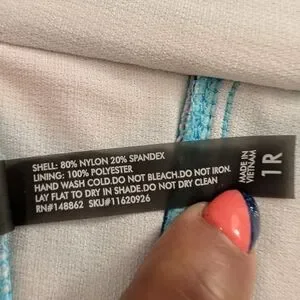 SHELL: 80% NYLON 20% SPANDEX
LINING: 100% POLYESTER
HAND WASH COLD.DO NOT BLEACH.DO NOT IRON.
LAY FLAT TO DRY IN SHADE.DO NOT DRY CLEAN
RN#148862 SKU#11620926
MADE IN
VIETNAM
1R